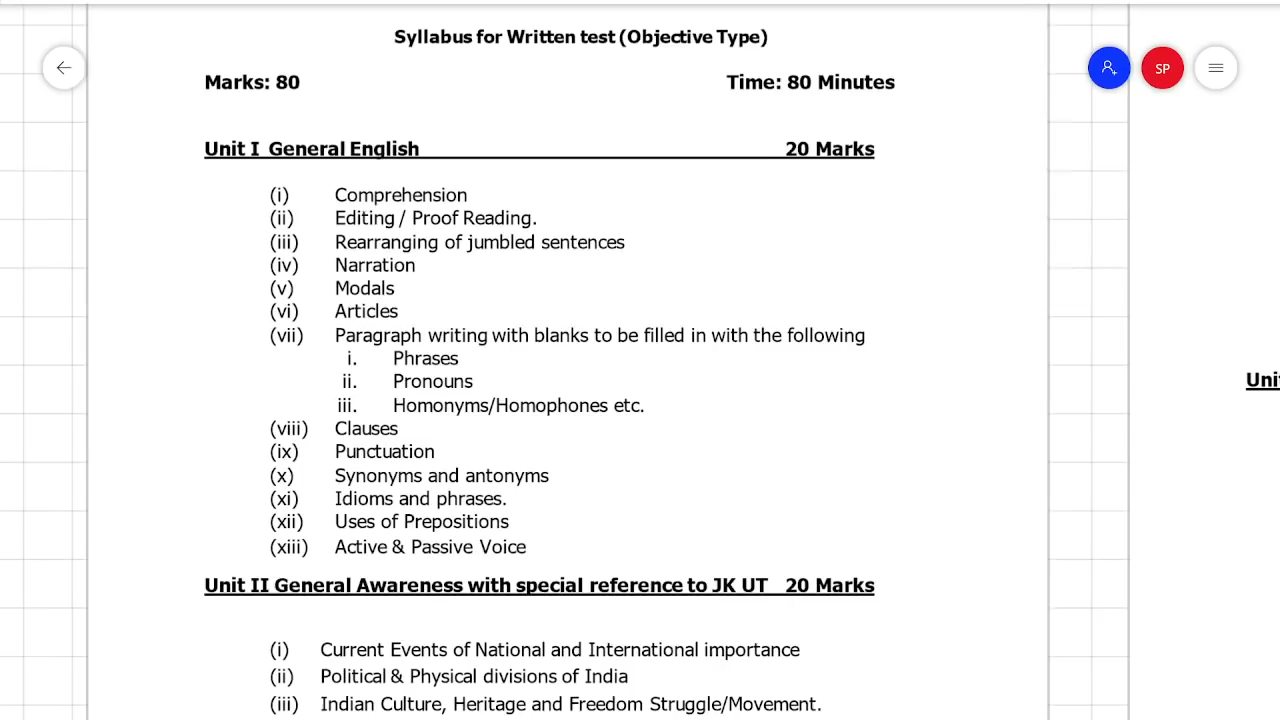 Syllabus for Written test (Objective Type)
Marks: 80 Time: 80 Minutes
Unit I General English 20 Marks
(i) Comprehension
(ii) Editing / Proof Reading.
(iii) Rearranging of jumbled sentences
(iv) Narration
(v) Modals
(vi) Articles
(vii) Paragraph writing with blanks to be filled in with the following
i. Phrases
ii. Pronouns
iii. Homonyms/Homophones etc.
(viii) Clauses
(ix) Punctuation
(x) Synonyms and antonyms
(xi) Idioms and phrases.
(xii) Uses of Prepositions
(xiii) Active & Passive Voice
Unit II General Awareness with special reference to JK UT 20 Marks
(i) Current Events of National and International importance
(ii) Political & Physical divisions of India
(iii) Indian Culture, Heritage and Freedom Struggle/Movement.
SP